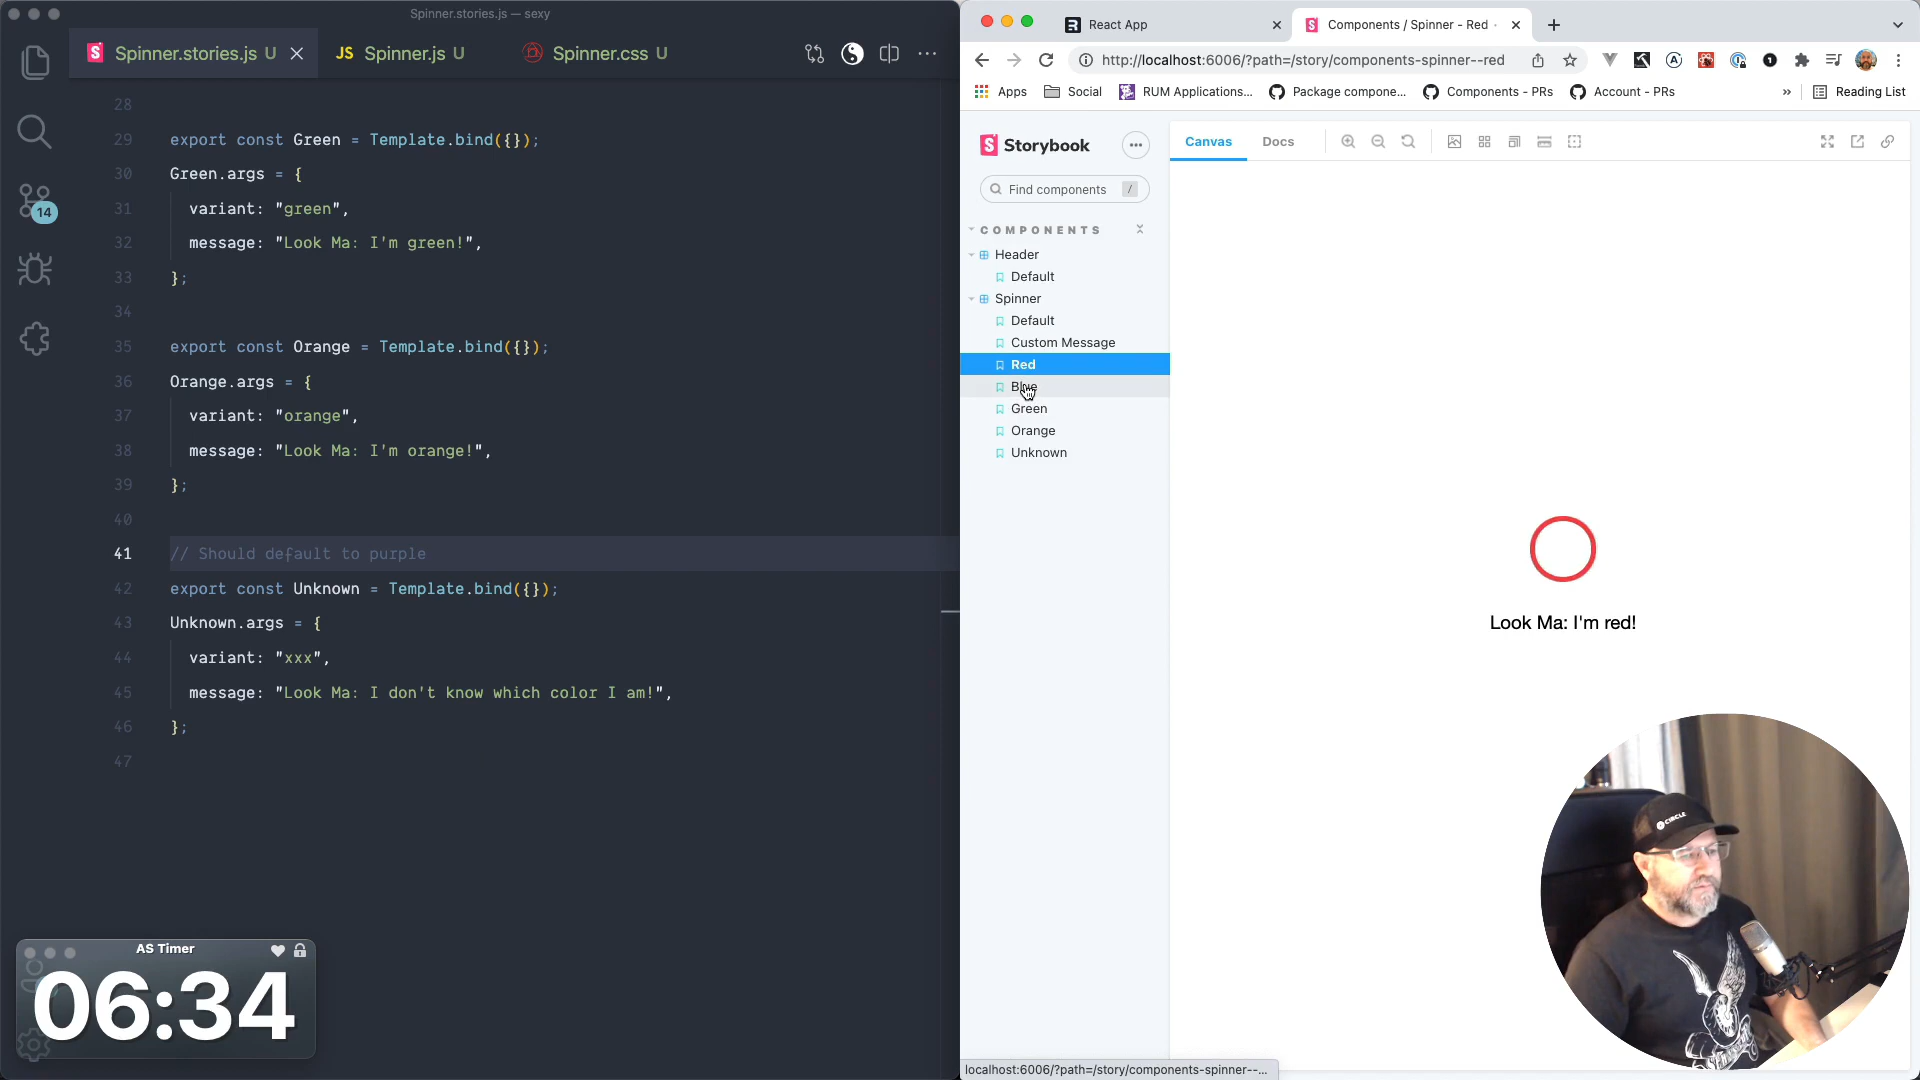 Spinner.stories.js — sexy
Spinner.stories.js U
JS Spinner.js U
Spinner.css U
28
29 export const Green = Template.bind({});
30 Green.args = {
31 variant: "green",
32 message: "Look Ma: I'm green!",
33 };
34
35 export const Orange = Template.bind({});
36 Orange.args = {
37 variant: "orange",
38 message: "Look Ma: I'm orange!",
39 };
40
41 // Should default to purple
42 export const Unknown = Template.bind({});
43 Unknown.args = {
44 variant: "xxx",
45 message: "Look Ma: I don't know which color I am!",
46 };
47
14
AS Timer
06:34
React App
Components / Spinner - Red
http://localhost:6006/?path=/story/components-spinner--red
Apps
Social
RUM Applications...
Package compone...
Components - PRs
Account - PRs
»
Reading List
Storybook
Find components
/
COMPONENTS
Header
Default
Spinner
Default
Custom Message
Red
Blue
Green
Orange
Unknown
Canvas
Docs
Look Ma: I'm red!
CIRCLE
localhost:6006/?path=/story/components-spinner--...